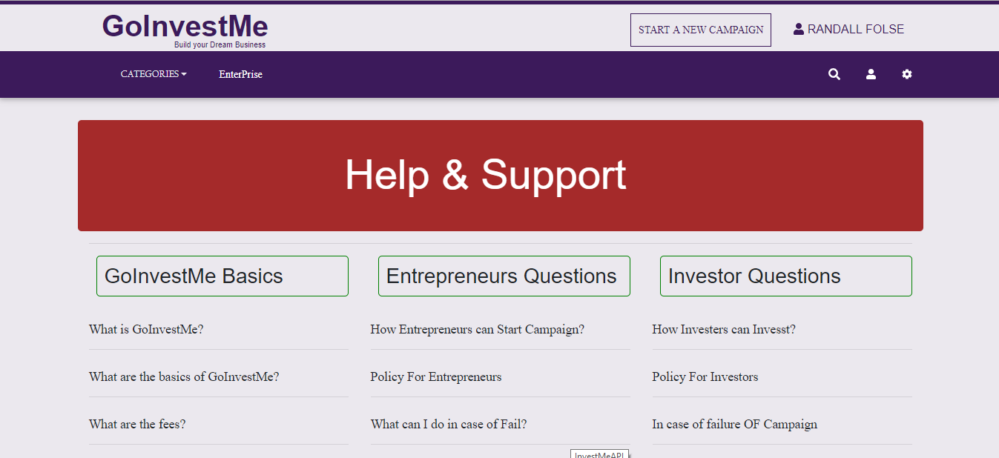 GoInvestMe
Build your Dream Business
START A NEW CAMPAIGN
RANDALL FOLSE
CATEGORIES
EnterPrise
Help & Support
GoInvestMe Basics
Entrepreneurs Questions
Investor Questions
What is GoInvestMe?
How Entrepreneurs can Start Campaign?
How Investers can Invesst?
What are the basics of GoInvestMe?
Policy For Entrepreneurs
Policy For Investors
What are the fees?
What can I do in case of Fail?
In case of failure OF Campaign
InvestMeAPI